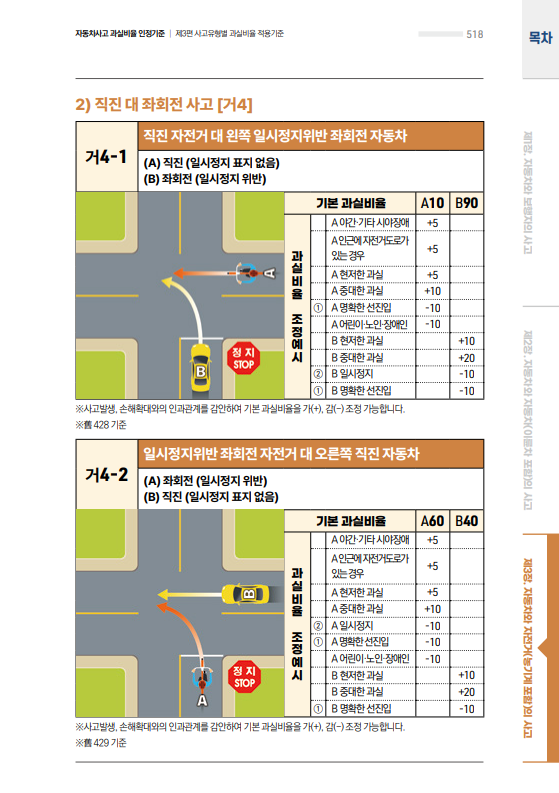 자동차사고 과실비율 인정기준 | 제3편 사고유형별 과실비율 적용기준
518
목차
2) 직진 대 좌회전 사고 [거4]
거4-1
직진 자전거 대 왼쪽 일시정지위반 좌회전 자동차
(A) 직진 (일시정지 표지 없음)
(B) 좌회전 (일시정지 위반)
A
B
정 지
STOP
과실비율 조정예시
기본 과실비율 A10 B90
A 야간·기타 시야장애 +5
A 인근에 자전거도로가
있는 경우 +5
A 현저한 과실 +5
A 중대한 과실 +10
① A 명확한 선진입 -10
A 어린이·노인·장애인 -10
B 현저한 과실 +10
B 중대한 과실 +20
② B 일시정지 -10
① B 명확한 선진입 -10
※사고발생, 손해확대와의 인과관계를 감안하여 기본 과실비율을 가(+), 감(-) 조정 가능합니다.
※舊 428 기준
거4-2
일시정지위반 좌회전 자전거 대 오른쪽 직진 자동차
(A) 좌회전 (일시정지 위반)
(B) 직진 (일시정지 표지 없음)
B
A
정 지
STOP
과실비율 조정예시
기본 과실비율 A60 B40
A 야간·기타 시야장애 +5
A 인근에 자전거도로가
있는 경우 +5
A 현저한 과실 +5
A 중대한 과실 +10
② A 일시정지 -10
① A 명확한 선진입 -10
A 어린이·노인·장애인 -10
B 현저한 과실 +10
B 중대한 과실 +20
① B 명확한 선진입 -10
※사고발생, 손해확대와의 인과관계를 감안하여 기본 과실비율을 가(+), 감(-) 조정 가능합니다.
※舊 429 기준
제1장. 자동차와 보행자의 사고
제2장. 자동차와 자동차(이륜차 포함)의 사고
제3장. 자동차와 자전거(농기계 포함)의 사고